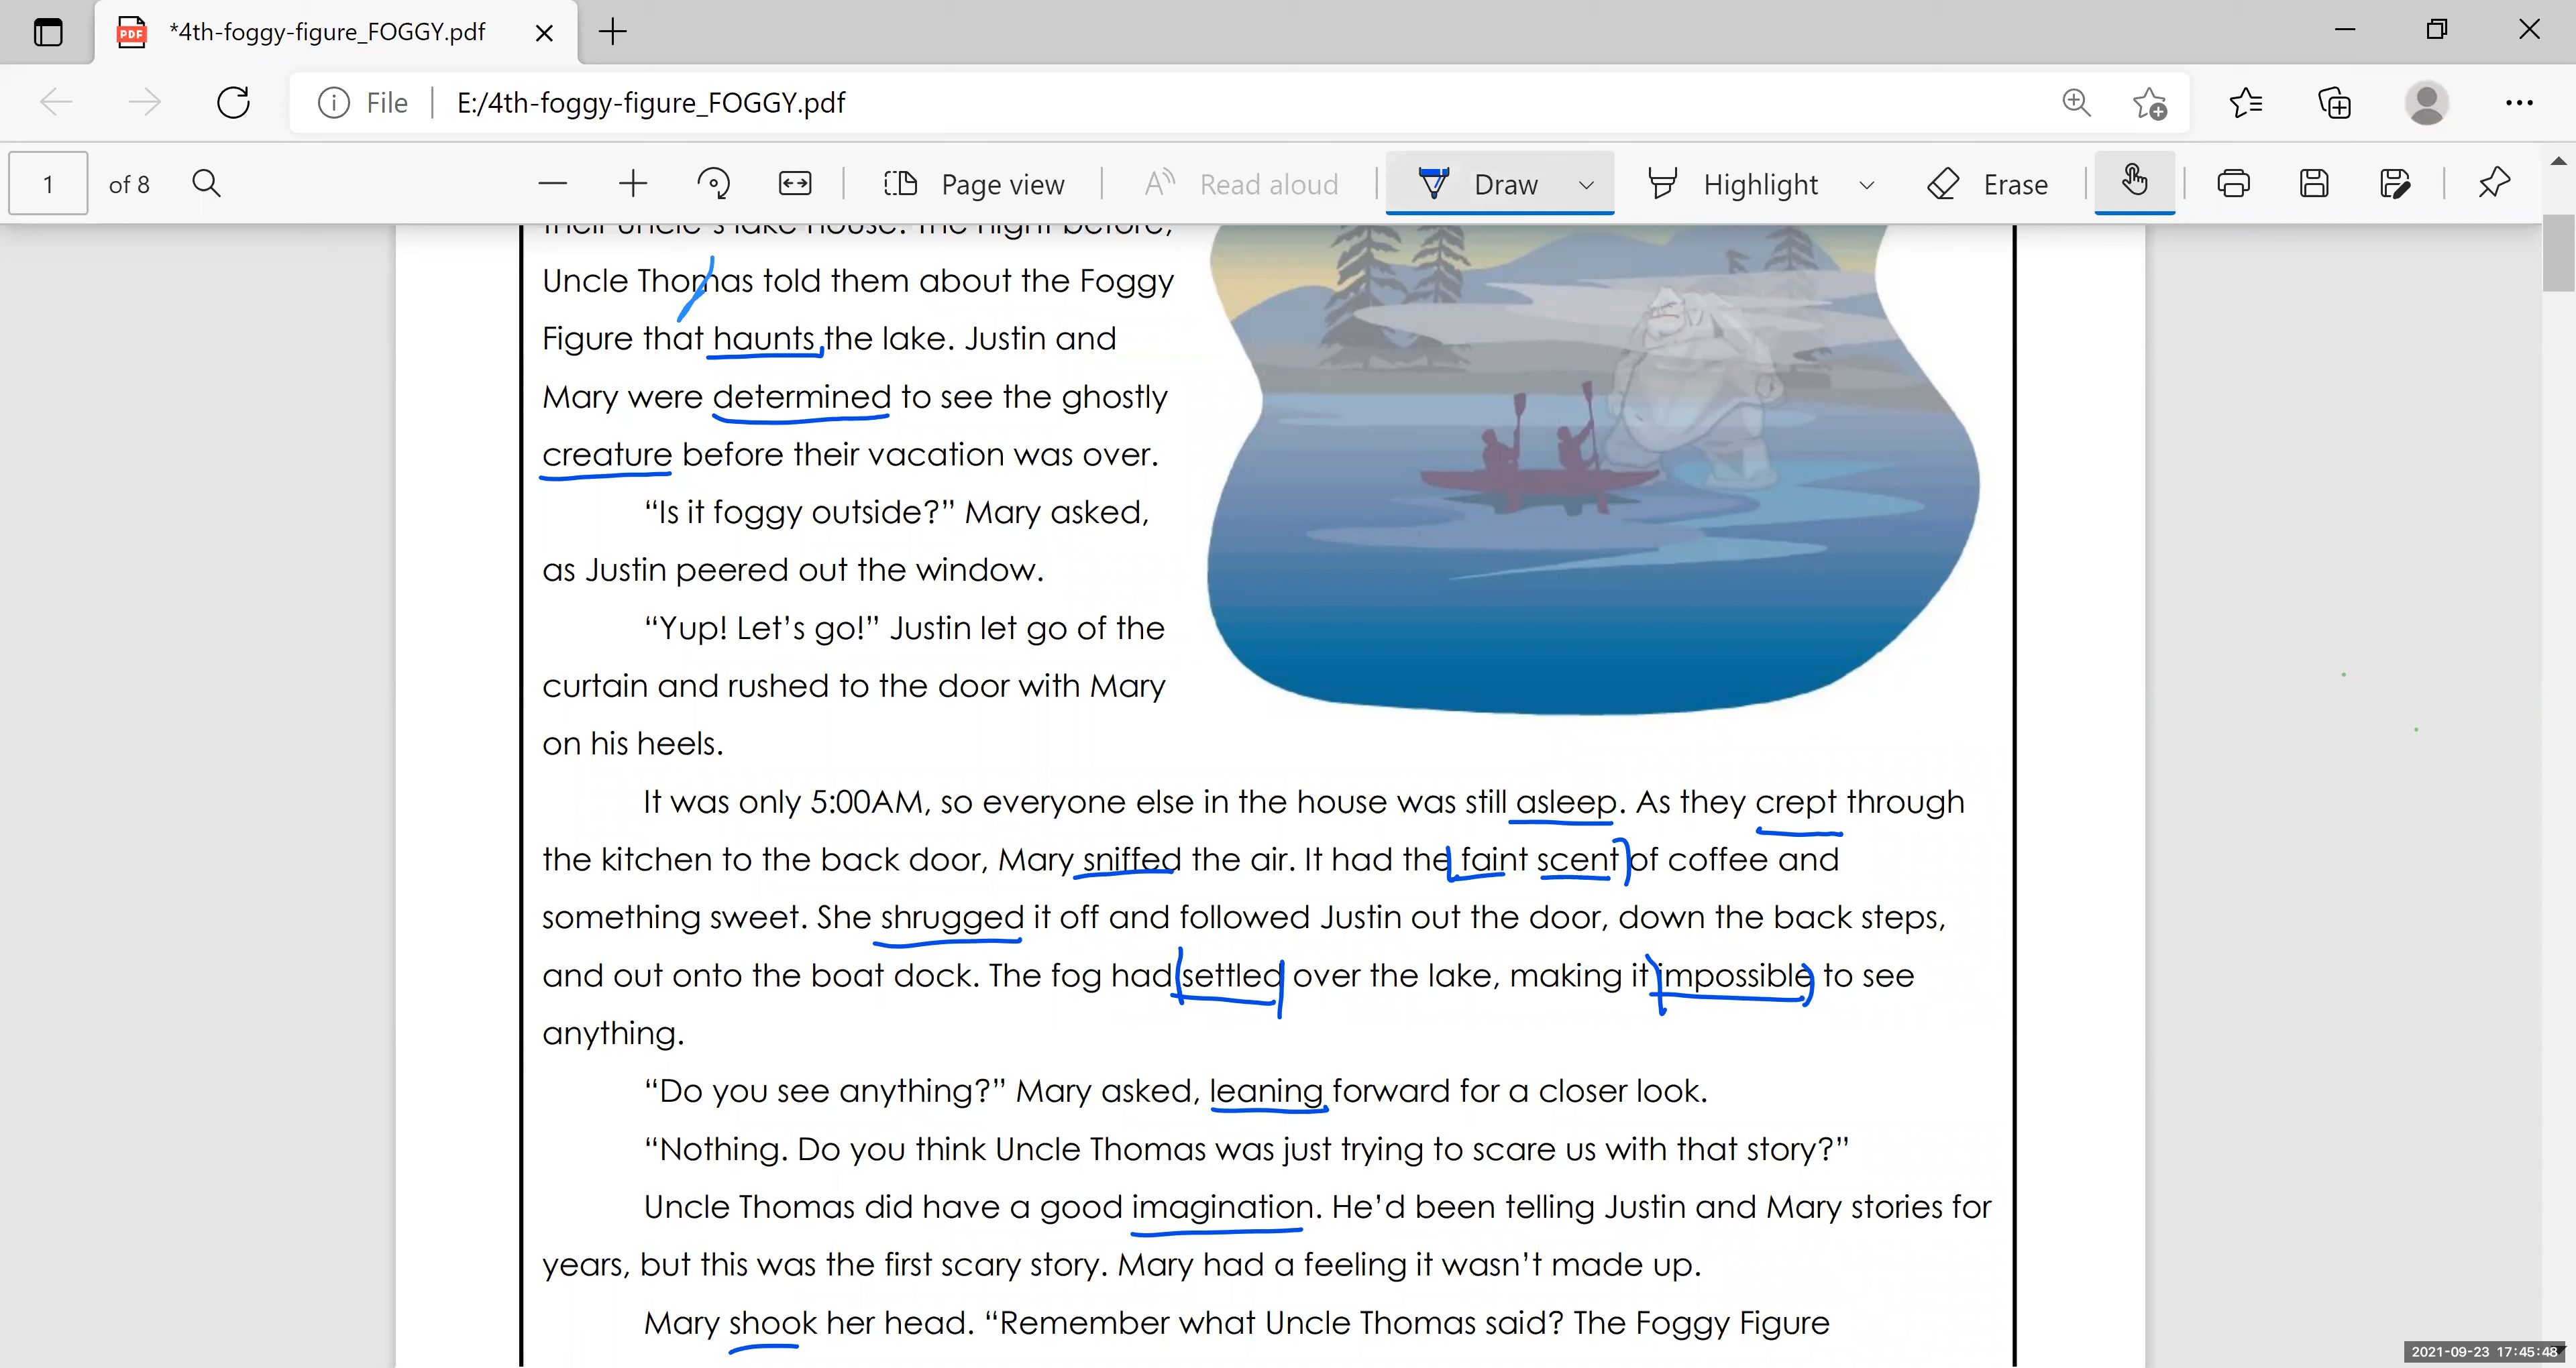 *4th-foggy-figure_FOGGY.pdf
File
E:/4th-foggy-figure_FOGGY.pdf
1 of 8
Page view
Read aloud
Draw
Highlight
Erase
their uncle's lake house. The night before,
Uncle Thomas told them about the Foggy
Figure that haunts the lake. Justin and
Mary were determined to see the ghostly
creature before their vacation was over.
“Is it foggy outside?” Mary asked,
as Justin peered out the window.
“Yup! Let’s go!” Justin let go of the
curtain and rushed to the door with Mary
on his heels.
It was only 5:00AM, so everyone else in the house was still asleep. As they crept through
the kitchen to the back door, Mary sniffed the air. It had the faint scent of coffee and
something sweet. She shrugged it off and followed Justin out the door, down the back steps,
and out onto the boat dock. The fog had settled over the lake, making it impossible to see
anything.
“Do you see anything?” Mary asked, leaning forward for a closer look.
“Nothing. Do you think Uncle Thomas was just trying to scare us with that story?”
Uncle Thomas did have a good imagination. He’d been telling Justin and Mary stories for
years, but this was the first scary story. Mary had a feeling it wasn’t made up.
Mary shook her head. “Remember what Uncle Thomas said? The Foggy Figure
2021-09-23 17:45:48